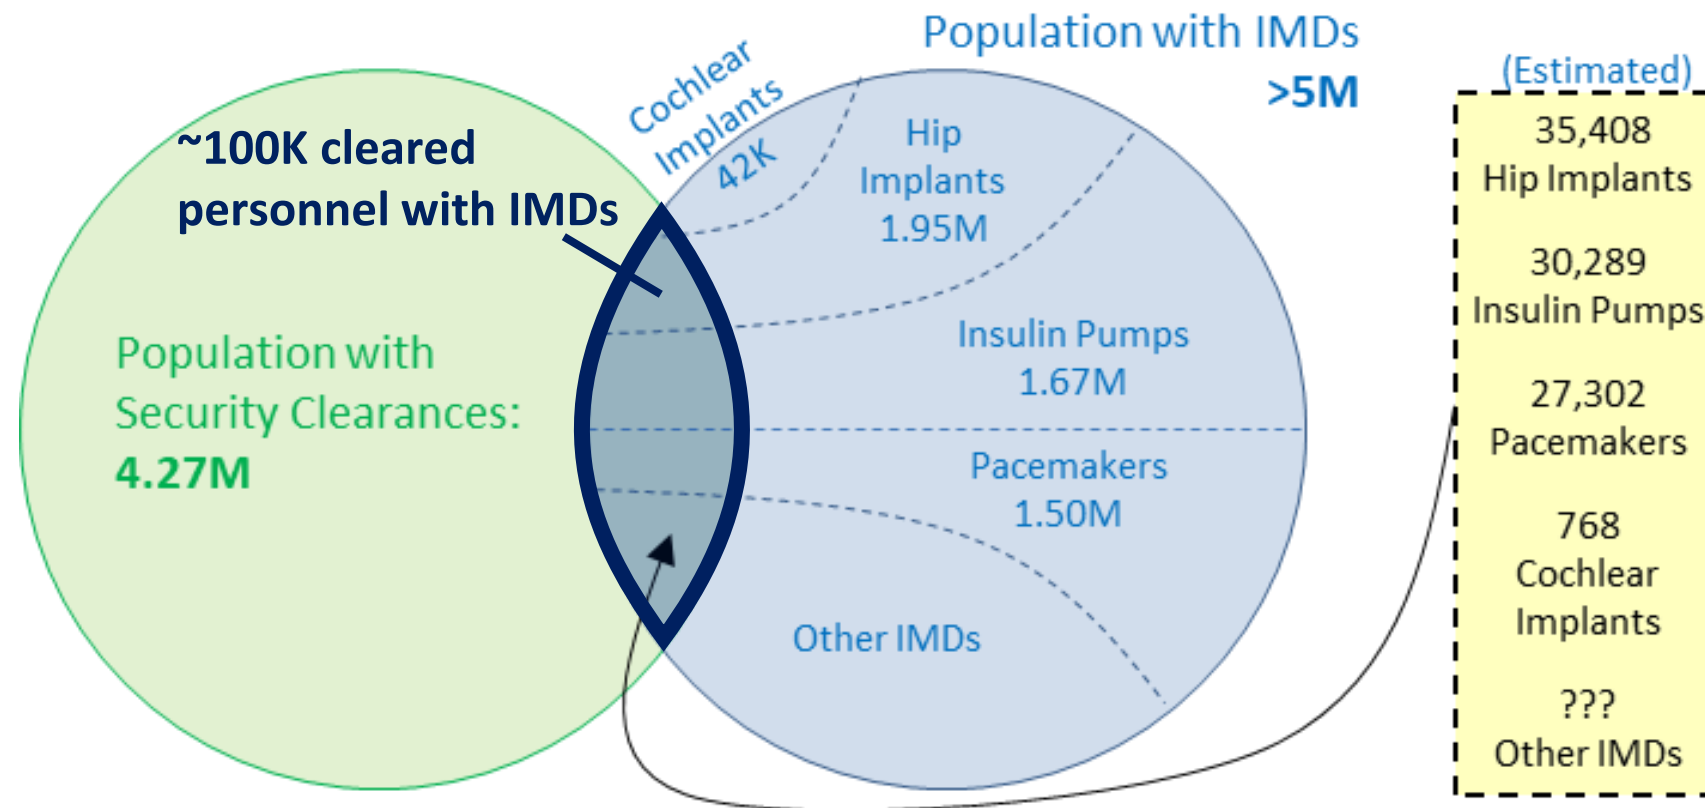 Population with IMDs
>5M
Cochlear
Implants
42K
~100K cleared
personnel with IMDs
Hip
Implants
1.95M
Population with
Security Clearances:
4.27M
Insulin Pumps
1.67M
Pacemakers
1.50M
Other IMDs
(Estimated)
35,408
Hip Implants
30,289
Insulin Pumps
27,302
Pacemakers
768
Cochlear
Implants
???
Other IMDs